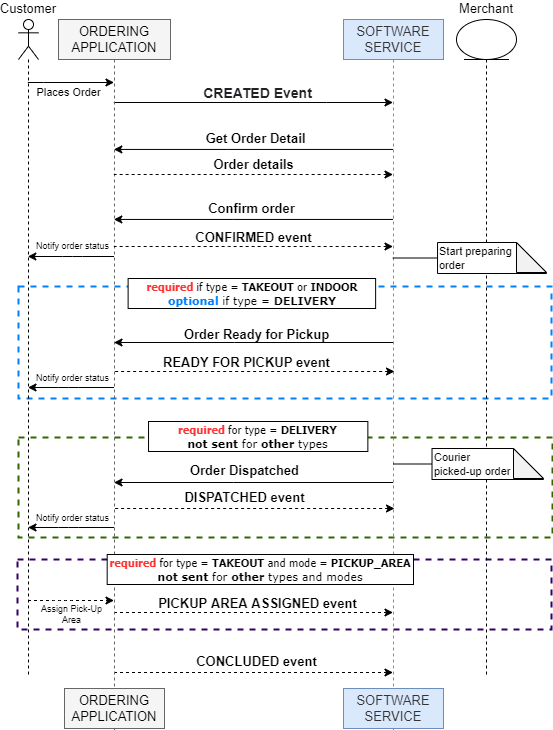 Customer
Merchant
ORDERING
APPLICATION
SOFTWARE
SERVICE
Places Order
CREATED Event
Get Order Detail
Order details
Confirm order
CONFIRMED event
Notify order status
Start preparing
order
required if type = TAKEOUT or INDOOR
optional if type = DELIVERY
Order Ready for Pickup
READY FOR PICKUP event
Notify order status
required for type = DELIVERY
not sent for other types
Courier
picked-up order
Order Dispatched
DISPATCHED event
Notify order status
required for type = TAKEOUT and mode = PICKUP_AREA
not sent for other types and modes
PICKUP AREA ASSIGNED event
Assign Pick-Up
Area
CONCLUDED event
ORDERING
APPLICATION
SOFTWARE
SERVICE